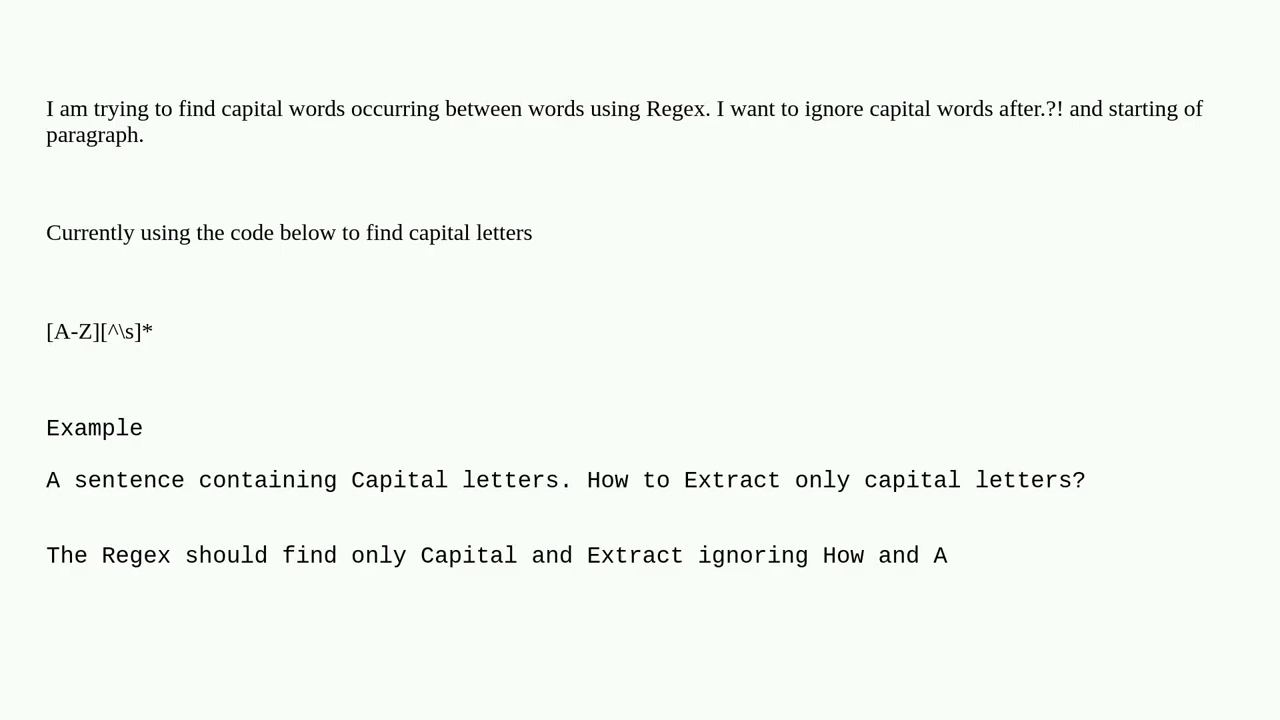 I am trying to find capital words occurring between words using Regex. I want to ignore capital words after.?! and starting of
paragraph.
Currently using the code below to find capital letters
[A-Z][^\s]*
Example
A sentence containing Capital letters. How to Extract only capital letters?
The Regex should find only Capital and Extract ignoring How and A